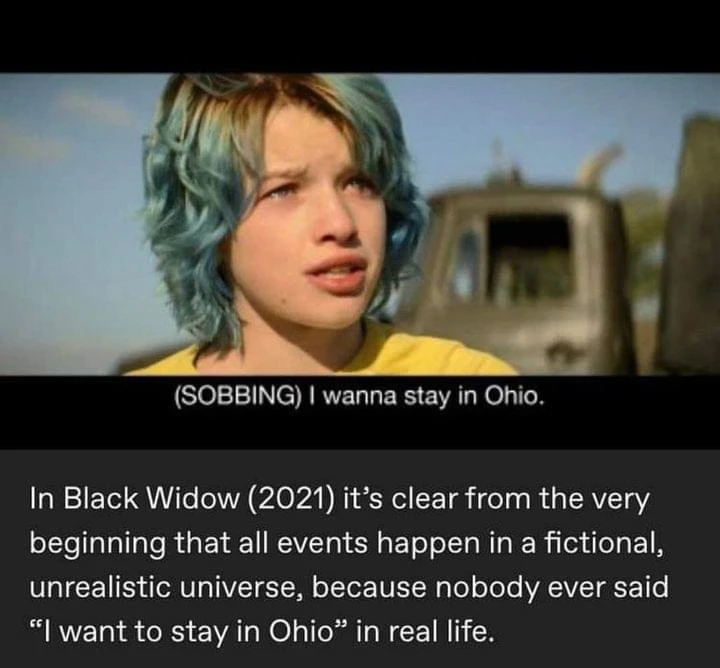 (SOBBING) I wanna stay in Ohio.
In Black Widow (2021) it’s clear from the very
beginning that all events happen in a fictional,
unrealistic universe, because nobody ever said
“I want to stay in Ohio” in real life.